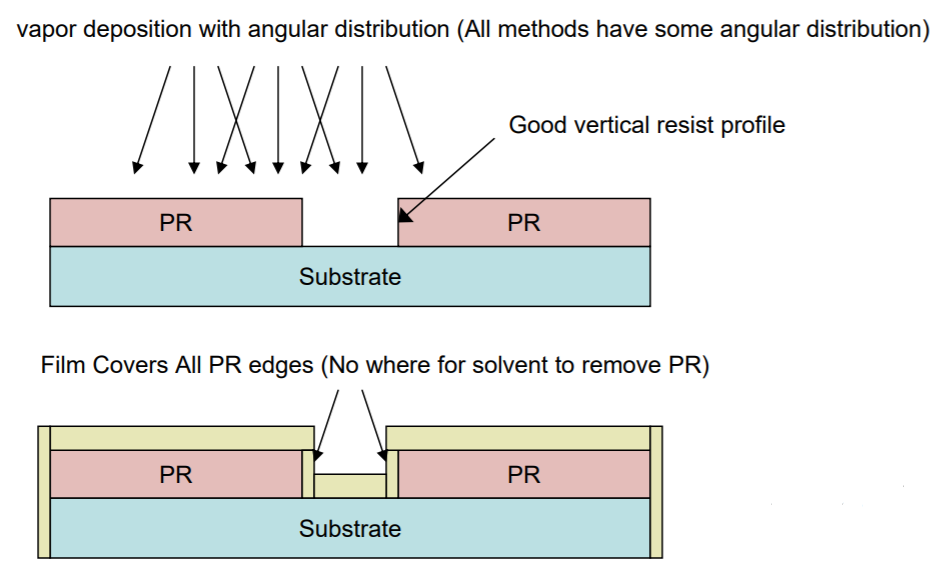 vapor deposition with angular distribution (All methods have some angular distribution)
Good vertical resist profile
PR
PR
Substrate
Film Covers All PR edges (No where for solvent to remove PR)
PR
PR
Substrate